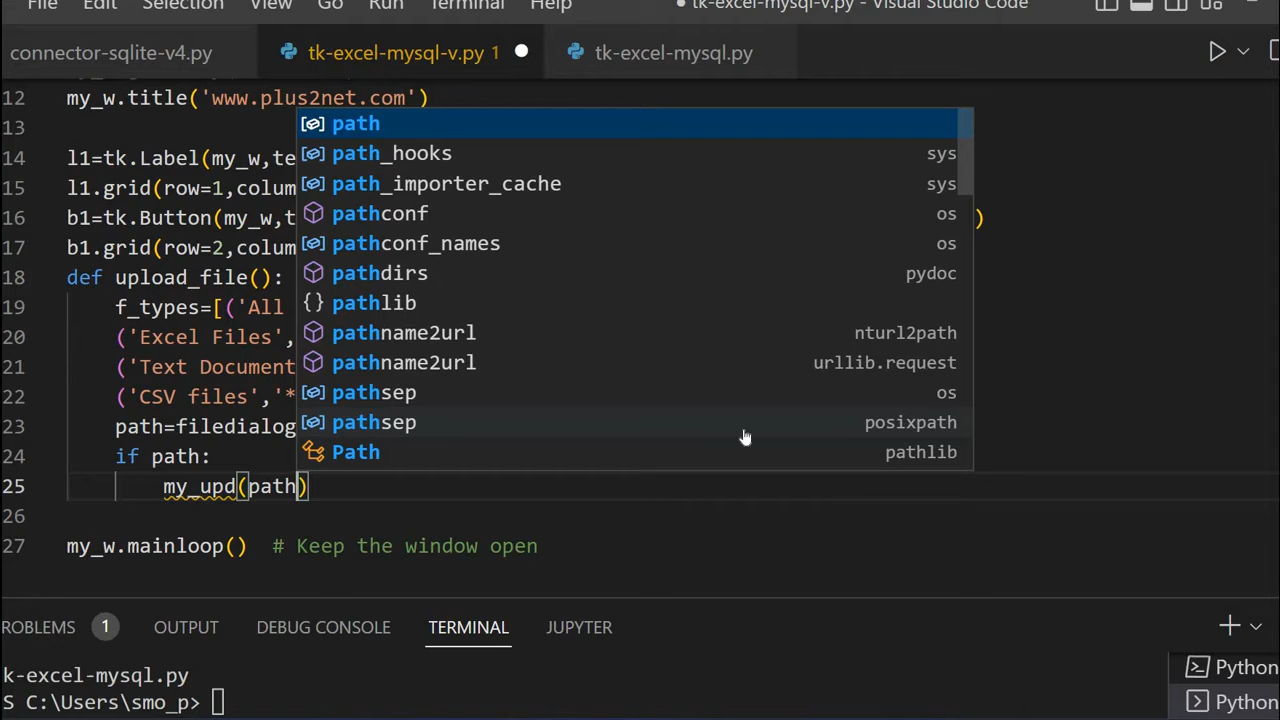 File Edit Selection View Go Run Terminal Help ● tk-excel-mysql-v.py - Visual Studio Code
connector-sqlite-v4.py tk-excel-mysql-v.py 1 tk-excel-mysql.py
12 my_w.title('www.plus2net.com')
path
13
path_hooks sys
14 l1=tk.Label(my_w,te
path_importer_cache sys
15 l1.grid(row=1,colum
pathconf os
16 b1=tk.Button(my_w,t )
pathconf_names os
17 b1.grid(row=2,colum
pathdirs pydoc
18 def upload_file():
pathlib
19 f_types=[('All
pathname2url nturl2path
20 ('Excel Files',
pathname2url urllib.request
21 ('Text Document
pathsep os
22 ('CSV files','*
pathsep posixpath
23 path=filedialog
Path pathlib
24 if path:
25 my_upd(path)
26
27 my_w.mainloop() # Keep the window open
ROBLEMS 1 OUTPUT DEBUG CONSOLE TERMINAL JUPYTER
k-excel-mysql.py
Python
S C:\Users\smo_p>
Python